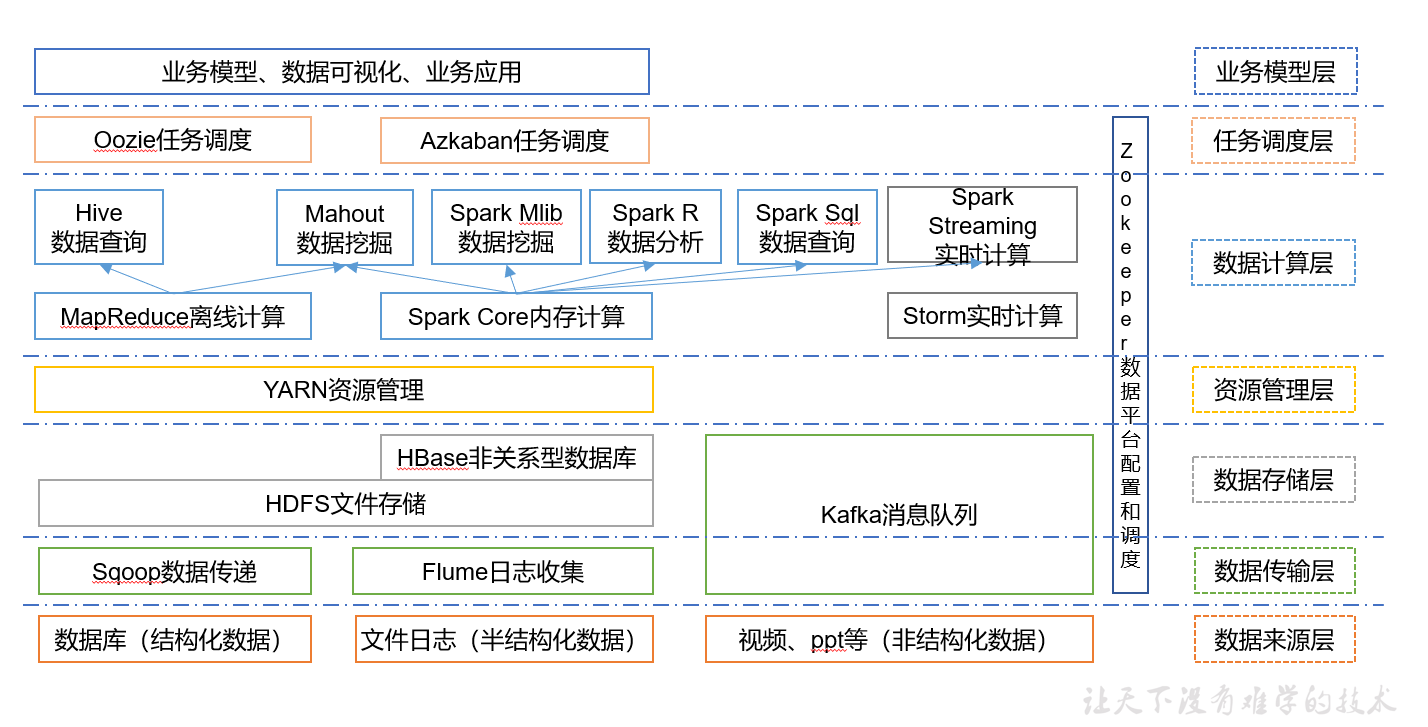 业务模型、数据可视化、业务应用
业务模型层
Oozie任务调度
Azkaban任务调度
任务调度层
Hive
数据查询
Mahout
数据挖掘
Spark Mlib
数据挖掘
Spark R
数据分析
Spark Sql
数据查询
Spark
Streaming
实时计算
数据计算层
MapReduce离线计算
Spark Core内存计算
Storm实时计算
Zookeeper数据平台配置和调度
YARN资源管理
资源管理层
HBase非关系型数据库
HDFS文件存储
Kafka消息队列
数据存储层
Sqoop数据传递
Flume日志收集
数据传输层
数据库（结构化数据）
文件日志（半结构化数据）
视频、ppt等（非结构化数据）
数据来源层
让天下没有难学的技术